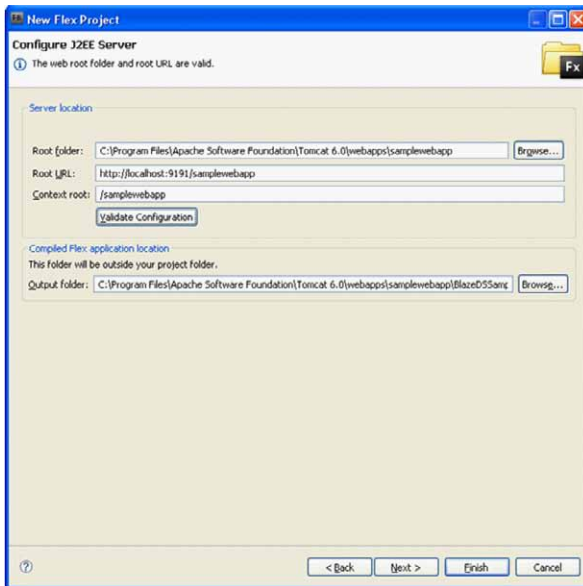 New Flex Project
Configure J2EE Server
The web root folder and root URL are valid.
Fx
Server location
Root folder: C:\Program Files\Apache Software Foundation\Tomcat 6.0\webapps\samplewebapp Browse...
Root URL: http://localhost:9191/samplewebapp
Context root: /samplewebapp
Validate Configuration
Compiled Flex application location
This folder will be outside your project folder.
Output folder: C:\Program Files\Apache Software Foundation\Tomcat 6.0\webapps\samplewebapp\BlazeDSSamp Browse...
? < Back Next > Finish Cancel